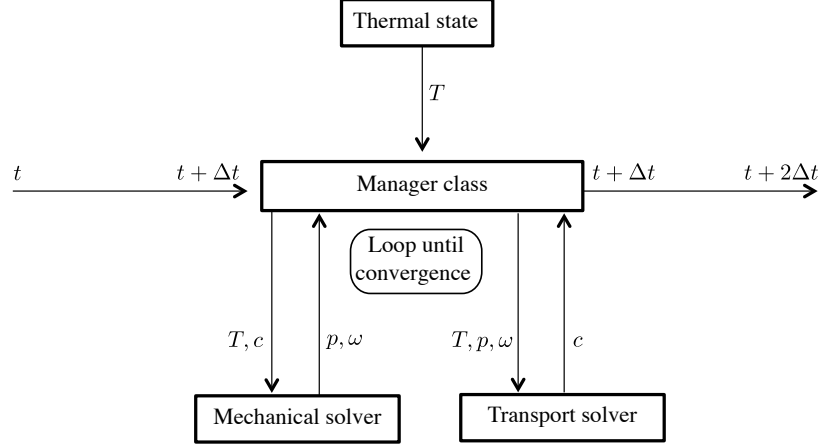 Thermal state
T
t
t + Δt
t + Δt
t + 2Δt
Manager class
Loop until
convergence
T, c
p, ω
T, p, ω
c
Mechanical solver
Transport solver